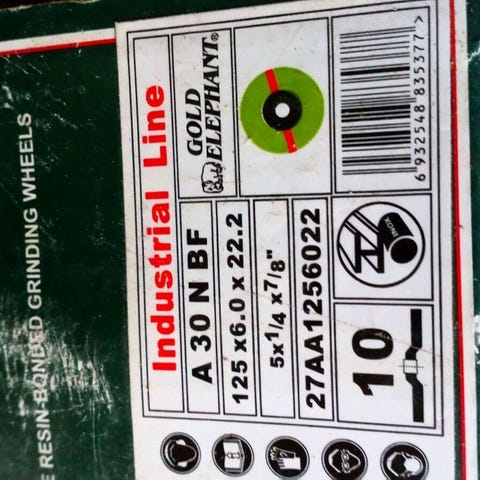 E RESIN-BONDED GRINDING WHEELS
Industrial Line
A 30 N BF
GOLD
ELEPHANT®
125 x6.0 x 22.2
5x1/4 x7/8"
27AA1256022
6 932548 835377 >
INOX
10